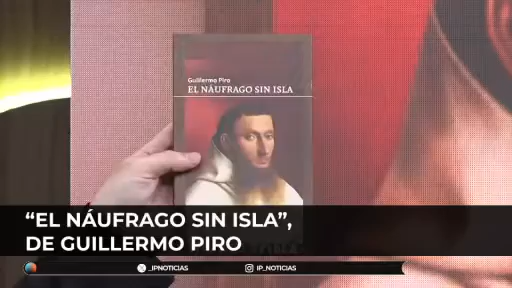 Guillermo Piro
EL NÁUFRAGO SIN ISLA
“EL NÁUFRAGO SIN ISLA”,
DE GUILLERMO PIRO
_IPNOTICIAS
IP_NOTICIAS